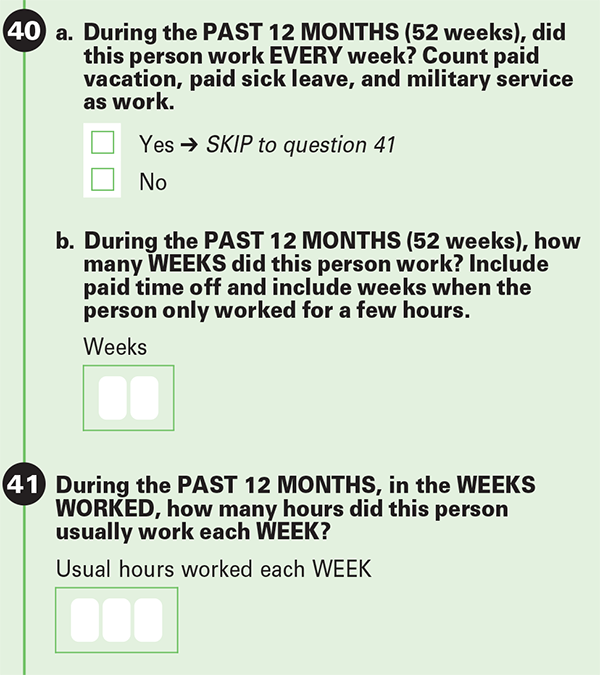 40 a. During the PAST 12 MONTHS (52 weeks), did
this person work EVERY week? Count paid
vacation, paid sick leave, and military service
as work.
Yes ➔ SKIP to question 41
No
b. During the PAST 12 MONTHS (52 weeks), how
many WEEKS did this person work? Include
paid time off and include weeks when the
person only worked for a few hours.
Weeks
41 During the PAST 12 MONTHS, in the WEEKS
WORKED, how many hours did this person
usually work each WEEK?
Usual hours worked each WEEK